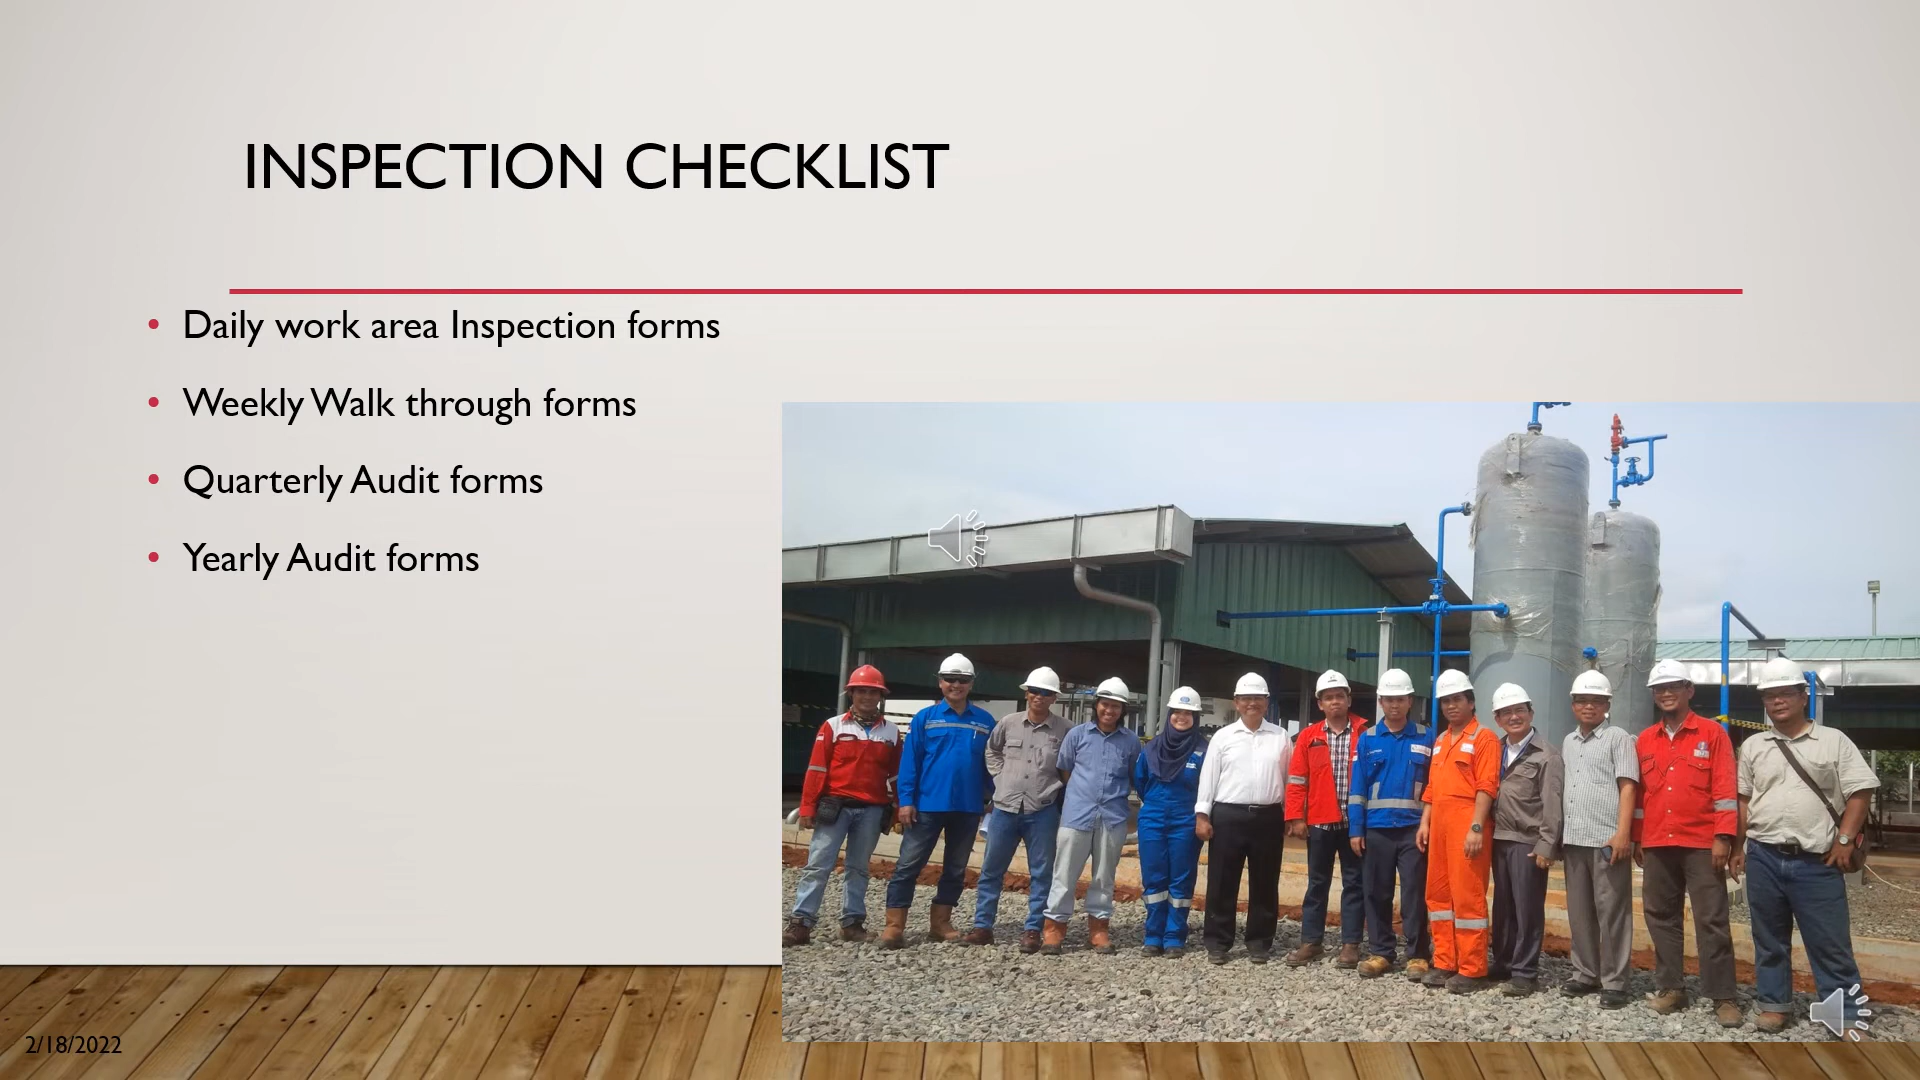 INSPECTION CHECKLIST
• Daily work area Inspection forms
• Weekly Walk through forms
• Quarterly Audit forms
• Yearly Audit forms
2/18/2022